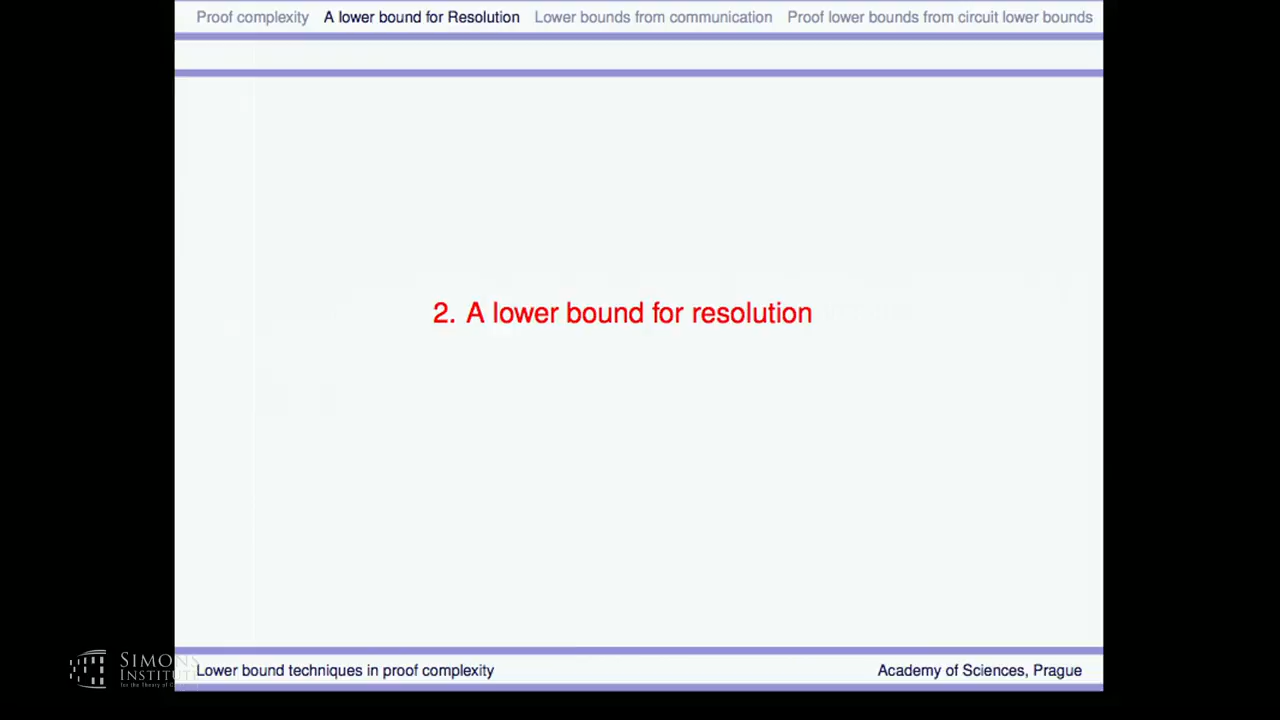 Proof complexity A lower bound for Resolution Lower bounds from communication Proof lower bounds from circuit lower bounds
2. A lower bound for resolution
SIMONS
INSTITUTE
Lower bound techniques in proof complexity
Academy of Sciences, Prague